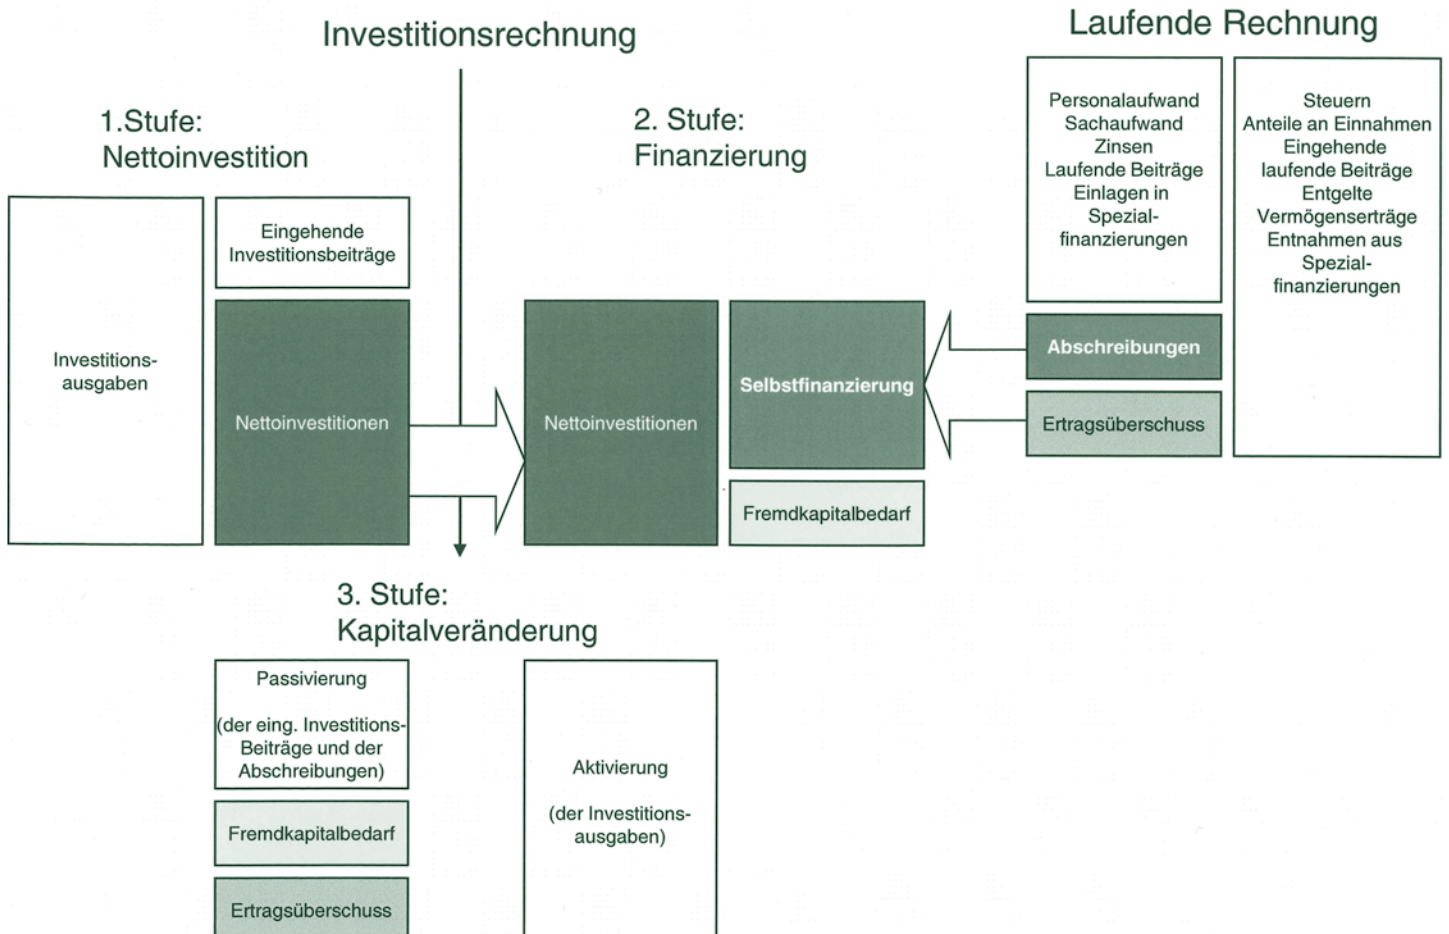 Investitionsrechnung
Laufende Rechnung
1.Stufe:
Nettoinvestition
2. Stufe:
Finanzierung
Investitions-
ausgaben
Eingehende
Investitionsbeiträge
Nettoinvestitionen
Nettoinvestitionen
Selbstfinanzierung
Fremdkapitalbedarf
Personalaufwand
Sachaufwand
Zinsen
Laufende Beiträge
Einlagen in
Spezial-
finanzierungen
Abschreibungen
Ertragsüberschuss
Steuern
Anteile an Einnahmen
Eingehende
laufende Beiträge
Entgelte
Vermögenserträge
Entnahmen aus
Spezial-
finanzierungen
3. Stufe:
Kapitalveränderung
Passivierung
(der eing. Investitions-
Beiträge und der
Abschreibungen)
Fremdkapitalbedarf
Ertragsüberschuss
Aktivierung
(der Investitions-
ausgaben)